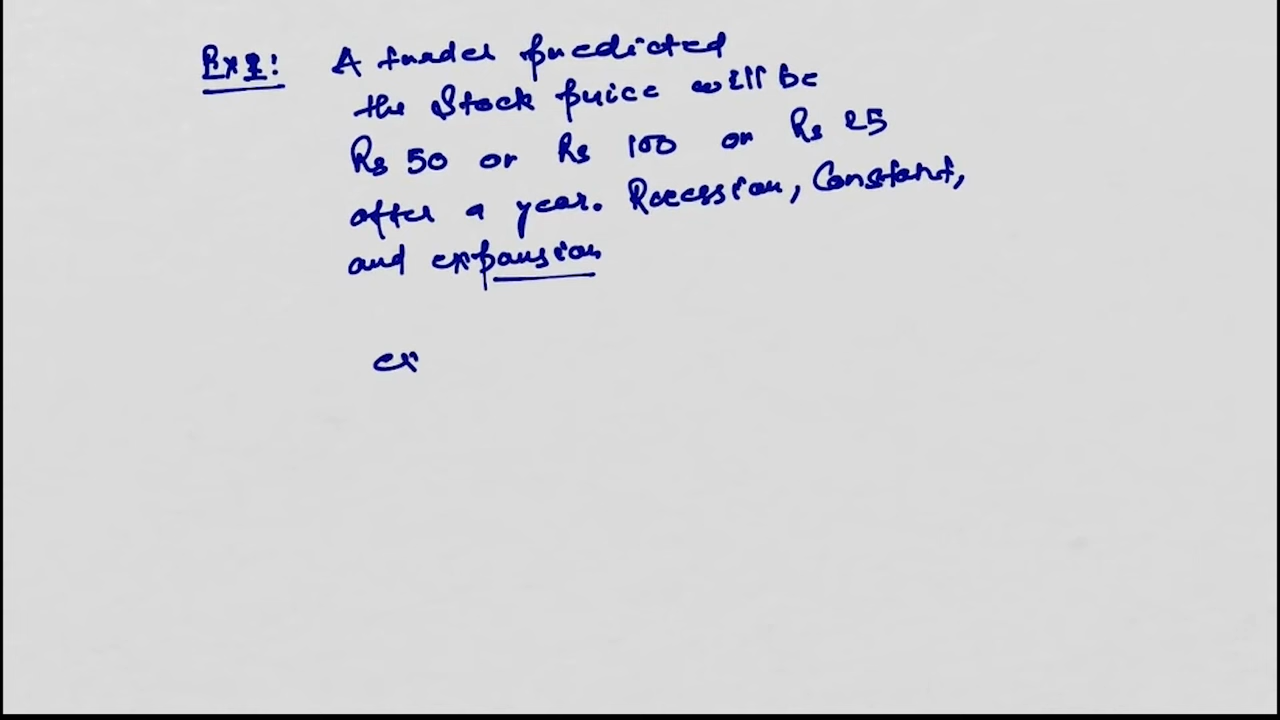 Ex 1: A trader predicted
the stock price will be
Rs 50 or Rs 100 or Rs 25
after a year. Recession, Constant,
and expansion
ex